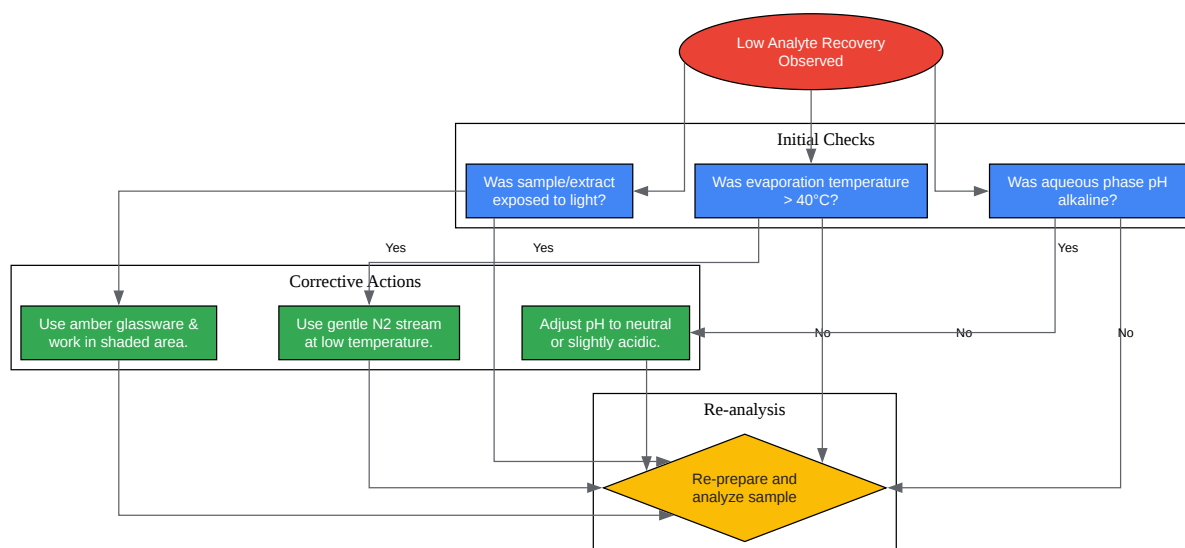 Low Analyte Recovery
Observed
Initial Checks
Was sample/extract
exposed to light?
Was evaporation temperature
> 40°C?
Was aqueous phase pH
alkaline?
Yes
Yes
Yes
Corrective Actions
Use amber glassware &
work in shaded area.
Use gentle N2 stream
at low temperature.
Adjust pH to neutral
or slightly acidic.
No
No
No
Re-analysis
Re-prepare and
analyze sample